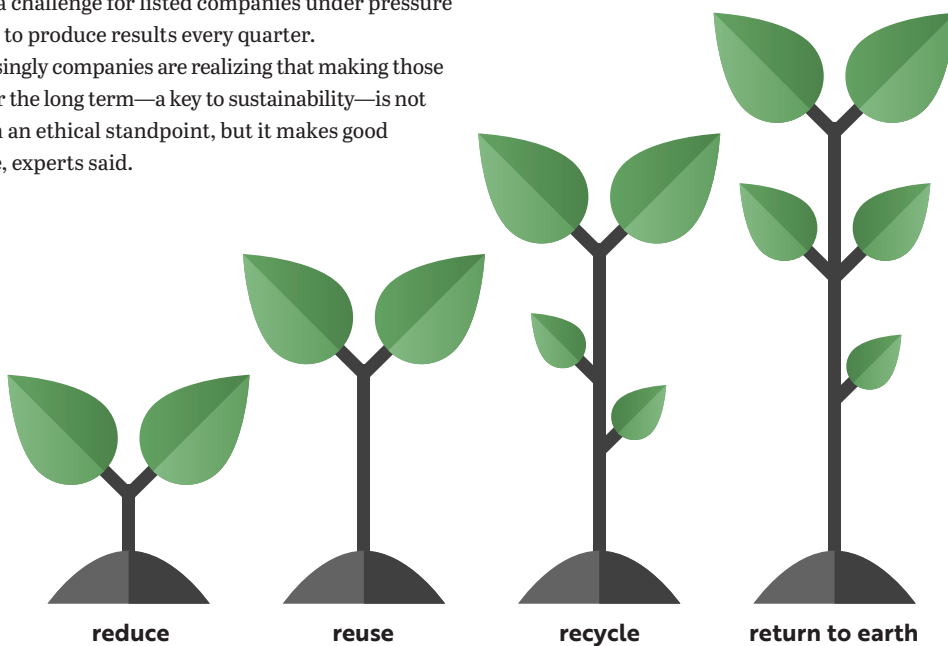 a challenge for listed companies under pressure
to produce results every quarter.
singly companies are realizing that making those
r the long term—a key to sustainability—is not
an ethical standpoint, but it makes good
, experts said.
reduce
reuse
recycle
return to earth